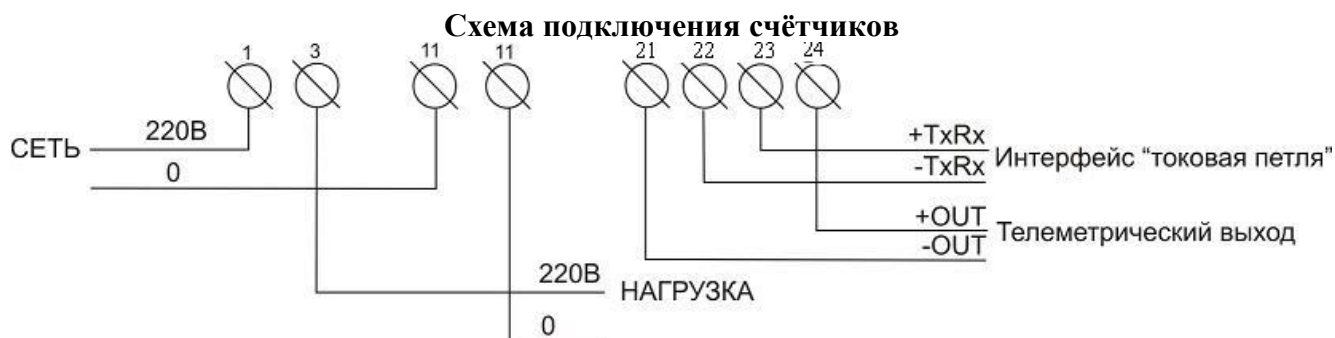 Схема подключения счётчиков
1 3 11 11 21 22 23 24
СЕТЬ
220В
0
+TxRx
-TxRx
Интерфейс “токовая петля”
+OUT
-OUT
Телеметрический выход
220В
НАГРУЗКА
0